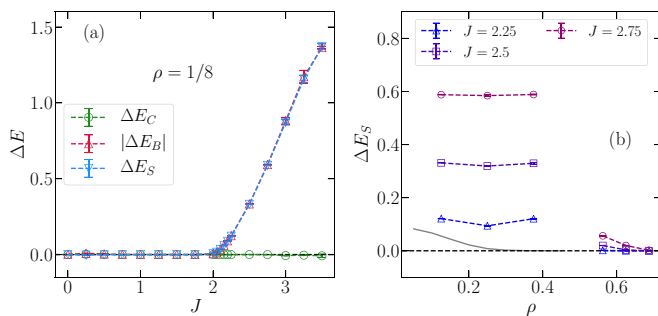 (a)
ρ = 1/8
ΔE_C
|ΔE_B|
ΔE_S
ΔE
1.5
1.0
0.5
0.0
0 1 2 3
J
J = 2.25 J = 2.75
J = 2.5
(b)
ΔE_S
0.8
0.6
0.4
0.2
0.0
0.2 0.4 0.6
ρ